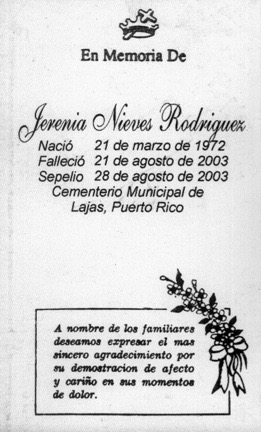 En Memoria De
Jerenia Nieves Rodriguez
Nació 21 de marzo de 1972
Falleció 21 de agosto de 2003
Sepelio 28 de agosto de 2003
Cementerio Municipal de
Lajas, Puerto Rico
A nombre de los familiares
deseamos expresar el mas
sincero agradecimiento por
su demostracion de afecto
y cariño en sus momentos
de dolor.